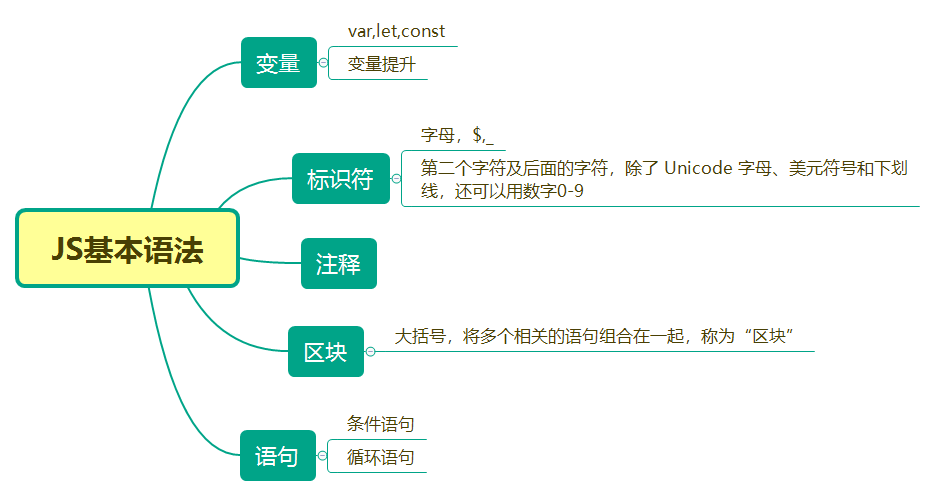 var,let,const
变量
变量提升
字母，$,_
标识符
第二个字符及后面的字符，除了 Unicode 字母、美元符号和下划
线，还可以用数字0-9
JS基本语法
注释
区块
大括号，将多个相关的语句组合在一起，称为“区块”
条件语句
语句
循环语句